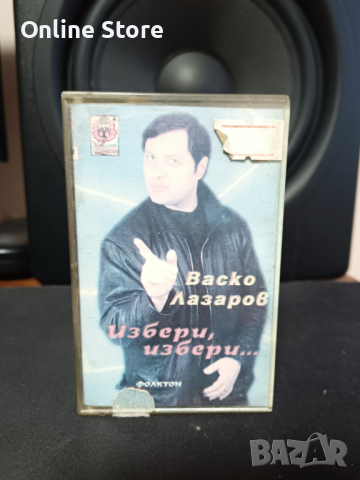 Online Store
Васко
Лазаров
Избери,
избери...
фолктон
BAZAR